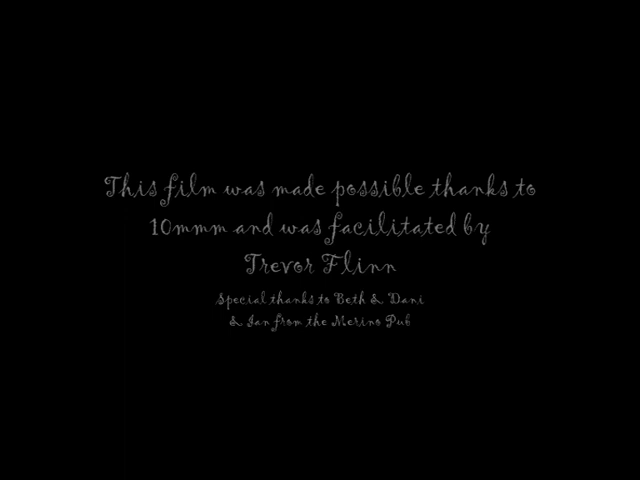 This film was made possible thanks to
10mmm and was facilitated by
Trevor Flinn
Special thanks to Beth & Dani
& Ian from the Merino Pub